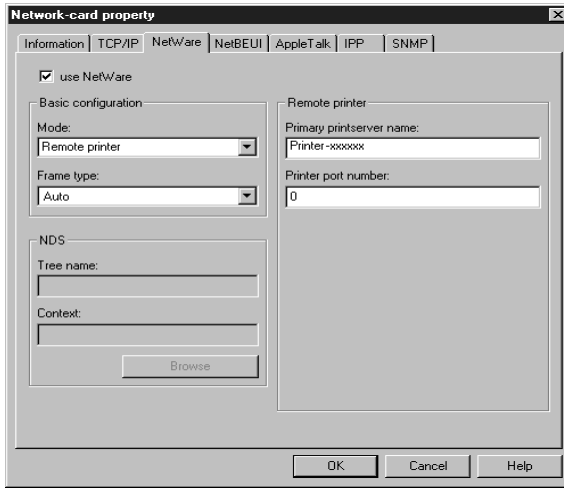 Network-card property
Information TCP/IP NetWare NetBEUI AppleTalk IPP SNMP
use NetWare
Basic configuration
Mode:
Remote printer
Frame type:
Auto
NDS
Tree name:
Context:
Browse
Remote printer
Primary printserver name:
Printer-xxxxxx
Printer port number:
0
OK Cancel Help